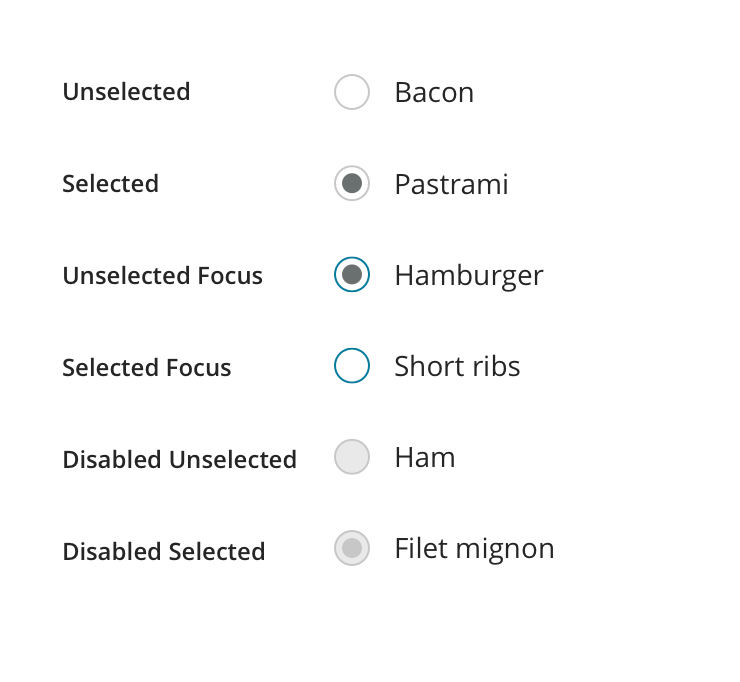 Unselected Bacon
Selected Pastrami
Unselected Focus Hamburger
Selected Focus Short ribs
Disabled Unselected Ham
Disabled Selected Filet mignon